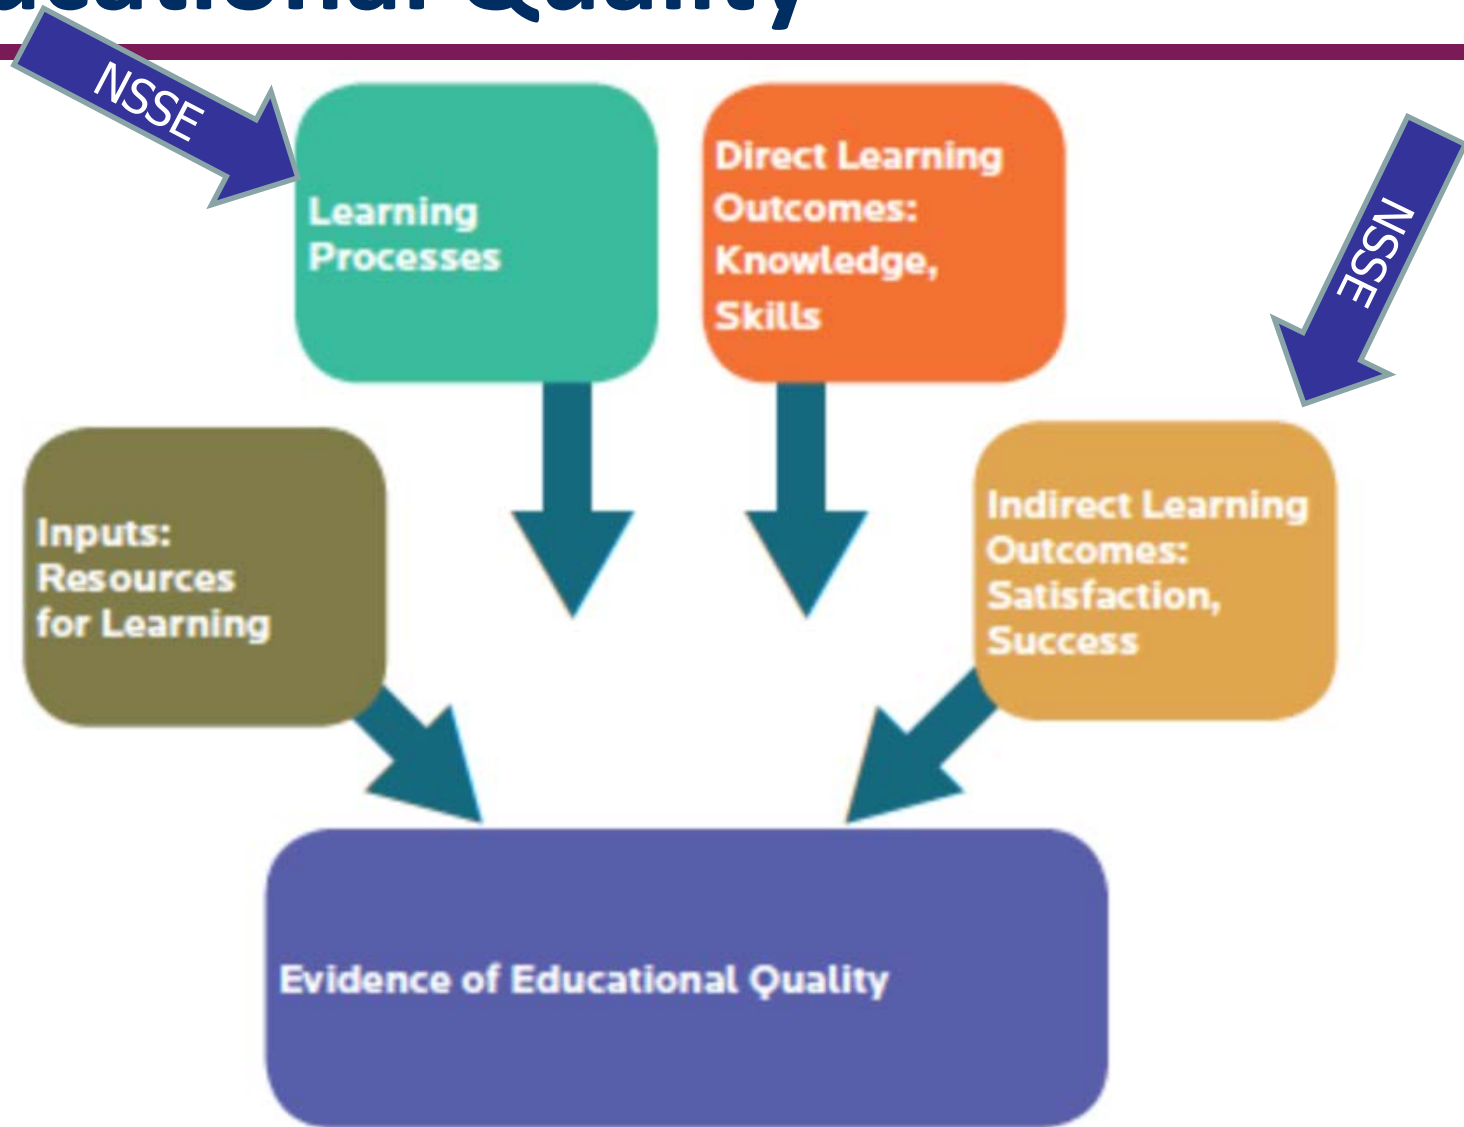 Quality
NSSE
Learning
Processes
Direct Learning
Outcomes:
Knowledge,
Skills
NSSE
Inputs:
Resources
for Learning
Indirect Learning
Outcomes:
Satisfaction,
Success
Evidence of Educational Quality